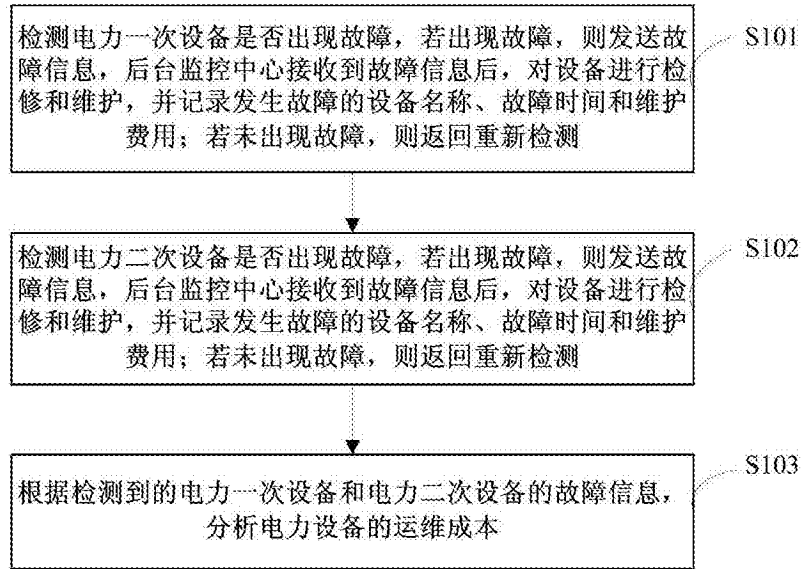 检测电力一次设备是否出现故障，若出现故障，则发送故
障信息，后台监控中心接收到故障信息后，对设备进行检
修和维护，并记录发生故障的设备名称、故障时间和维护
费用；若未出现故障，则返回重新检测
S101
检测电力二次设备是否出现故障，若出现故障，则发送故
障信息，后台监控中心接收到故障信息后，对设备进行检
修和维护，并记录发生故障的设备名称、故障时间和维护
费用；若未出现故障，则返回重新检测
S102
根据检测到的电力一次设备和电力二次设备的故障信息，
分析电力设备的运维成本
S103